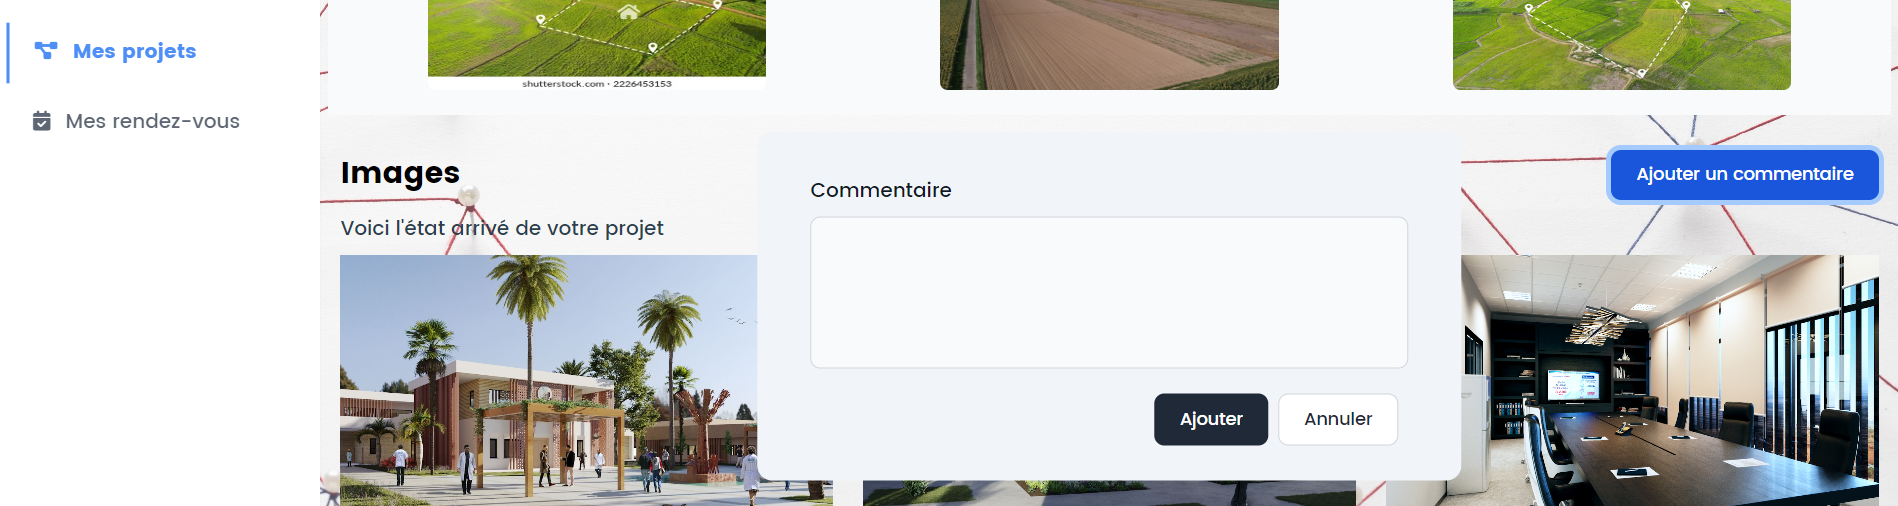 Mes projets
Mes rendez-vous
shutterstock.com · 2226453153
Images
Voici l'état arrivé de votre projet
Commentaire
Ajouter
Annuler
Ajouter un commentaire